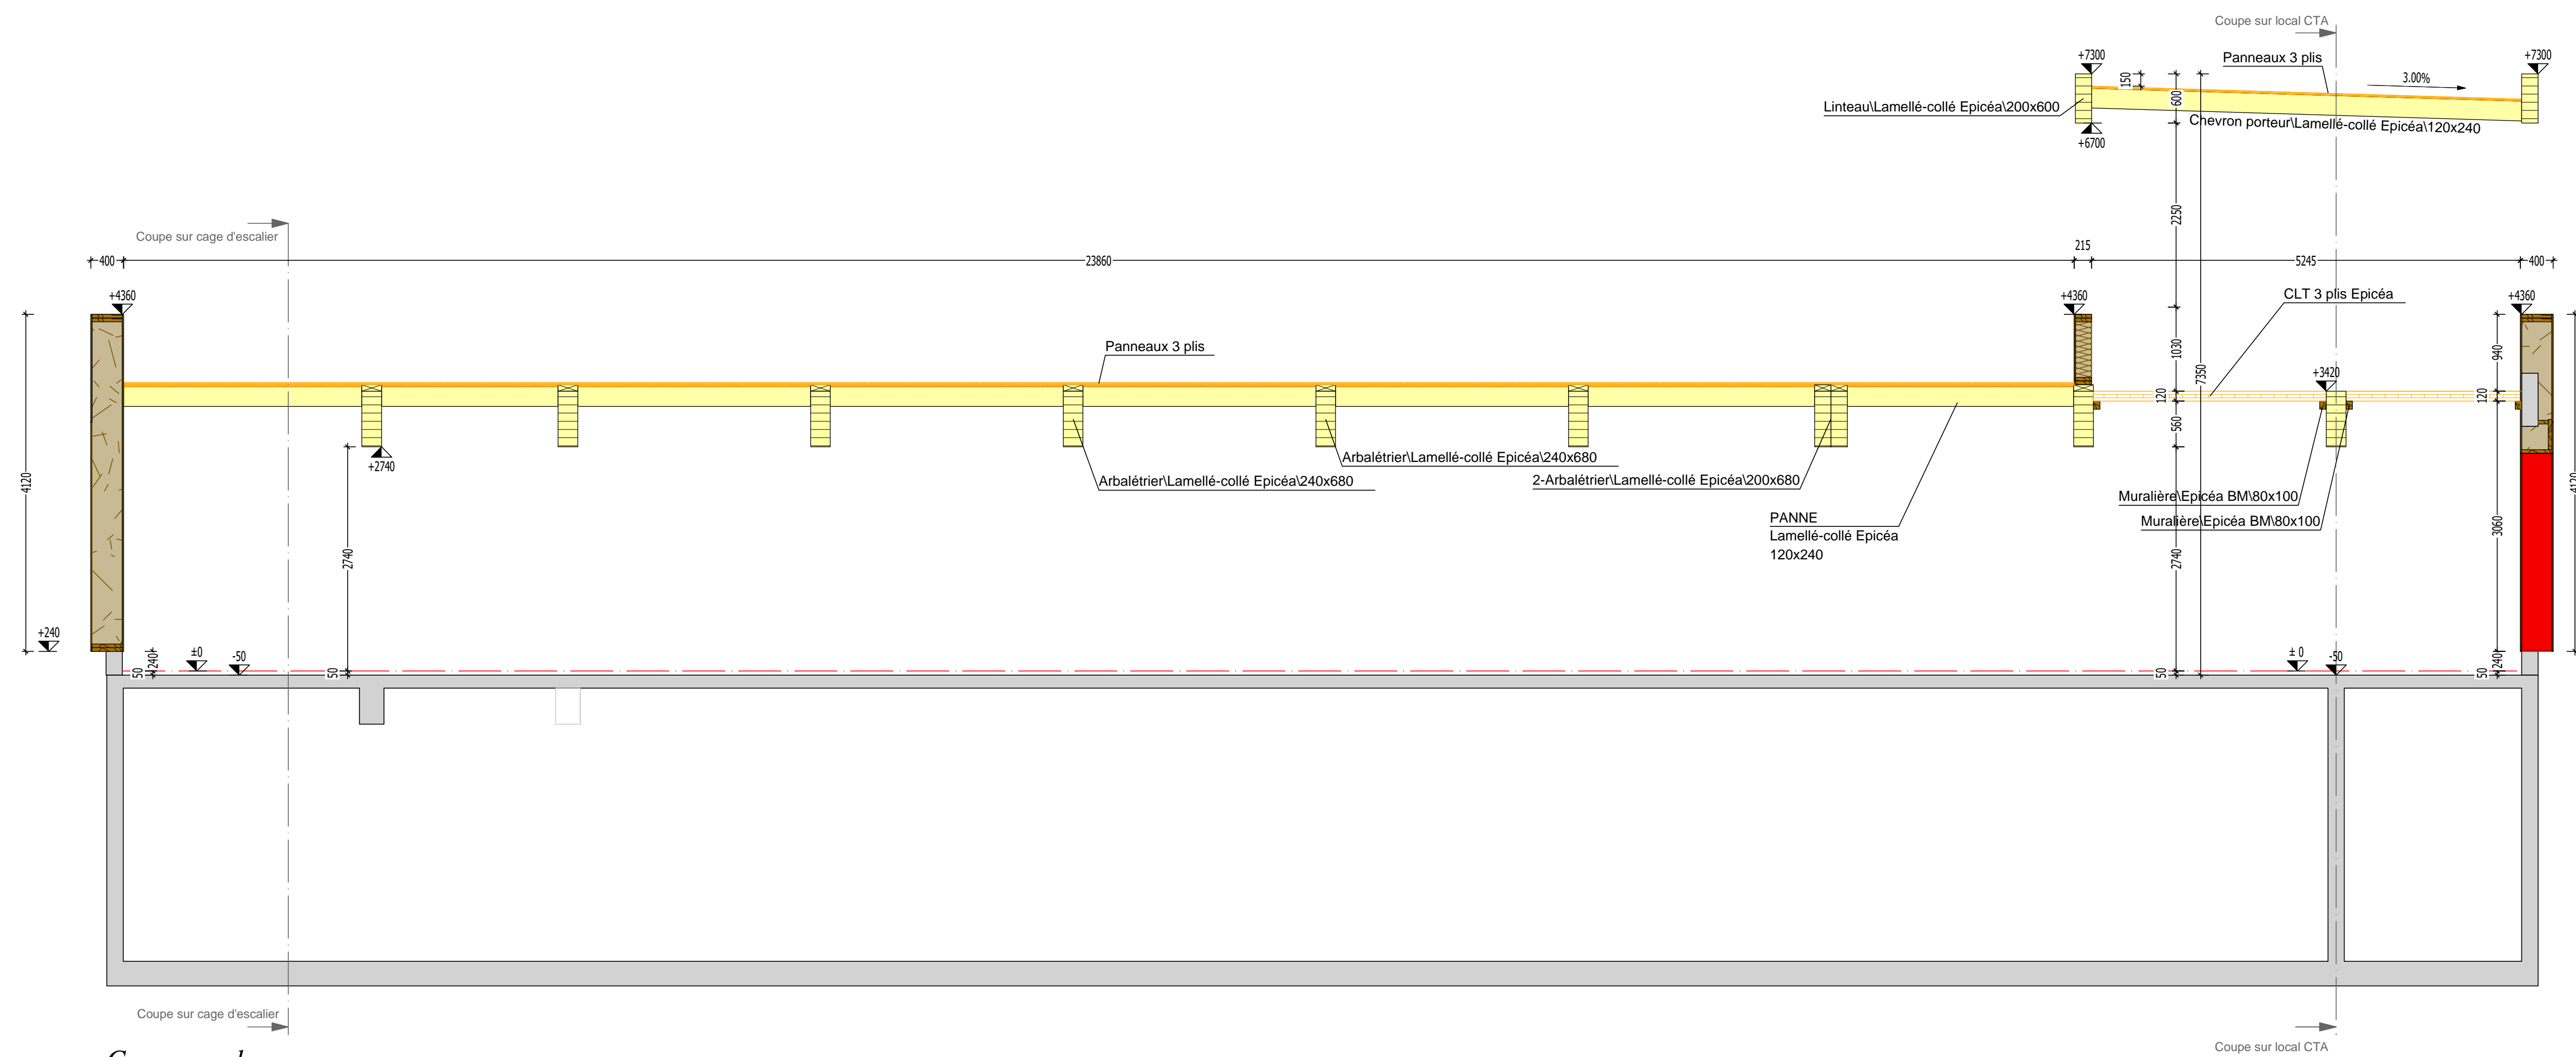 Coupe sur local CTA
+7300
+7300
Panneaux 3 plis
3.00%
150
600
Linteau\Lamellé-collé Epicéa\200x600
Chevron porteur\Lamellé-collé Epicéa\120x240
+6700
2250
Coupe sur cage d'escalier
400
23860
215
5245
400
+4360
+4360
CLT 3 plis Epicéa
+4360
Panneaux 3 plis
1030
7350
940
+3420
120
120
560
4120
+2740
Arbalétrier\Lamellé-collé Epicéa\240x680
Arbalétrier\Lamellé-collé Epicéa\240x680
2-Arbalétrier\Lamellé-collé Epicéa\200x680
Muralière\Epicéa BM\80x100
Muralière\Epicéa BM\80x100
PANNE
Lamellé-collé Epicéa
120x240
2740
2740
3060
4120
+240
±0
-50
50
240
50
50
± 0
-50
50
240
Coupe sur cage d'escalier
Coupe sur local CTA